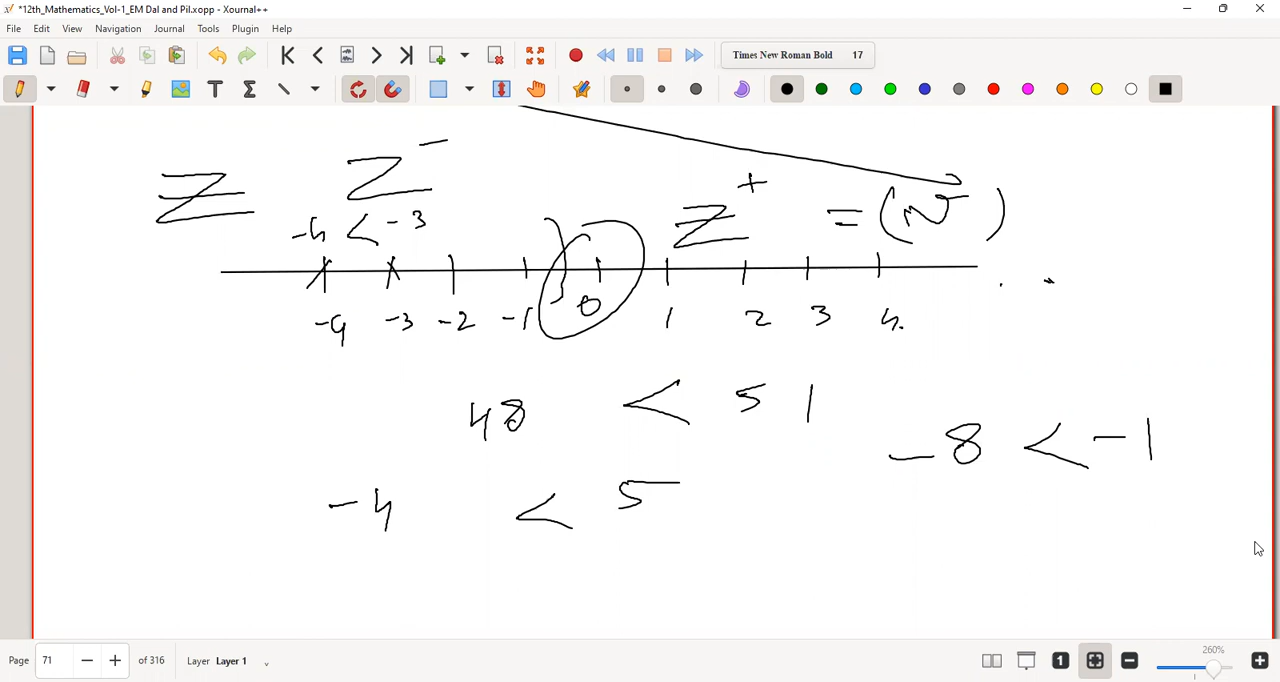 *12th_Mathematics_Vol-1_EM Dal and Pil.xopp - Xournal++
File Edit View Navigation Journal Tools Plugin Help
Times New Roman Bold 17
Z Z⁻ Z⁺ = (N)
-4 < -3
-4 -3 -2 -1 0 1 2 3 4.
48 < 51
-8 < -1
-4 < 5
Page 71 of 316 Layer Layer 1 1 260%